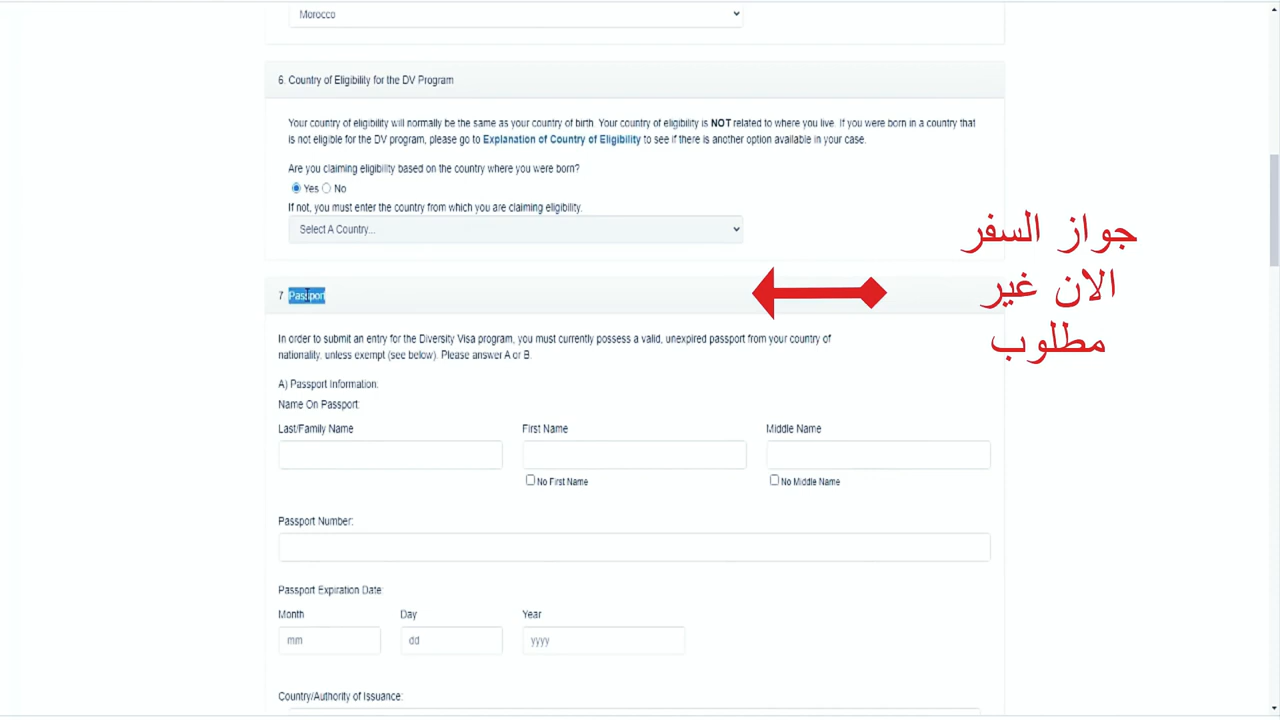 Morocco
6. Country of Eligibility for the DV Program
Your country of eligibility will normally be the same as your country of birth. Your country of eligibility is NOT related to where you live. If you were born in a country that
is not eligible for the DV program, please go to Explanation of Country of Eligibility to see if there is another option available in your case.
Are you claiming eligibility based on the country where you were born?
Yes No
If not, you must enter the country from which you are claiming eligibility.
Select A Country...
جواز السفر
الان غير
مطلوب
7 Passport
In order to submit an entry for the Diversity Visa program, you must currently possess a valid, unexpired passport from your country of
nationality, unless exempt (see below). Please answer A or B.
A) Passport Information:
Name On Passport:
Last/Family Name First Name Middle Name
No First Name No Middle Name
Passport Number:
Passport Expiration Date:
Month Day Year
mm dd yyyy
Country/Authority of Issuance: